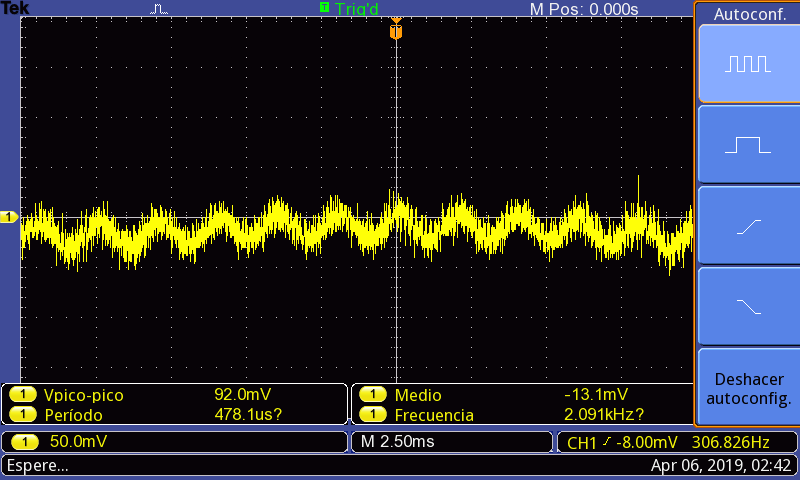 Tek Trig'd M Pos: 0.000s
Autoconf.
T
T
1
1 Vpico-pico 92.0mV 1 Medio -13.1mV
1 Período 478.1us? 1 Frecuencia 2.091kHz?
Deshacer
autoconfig.
1 50.0mV M 2.50ms CH1 -8.00mV 306.826Hz
Espere... Apr 06, 2019, 02:42